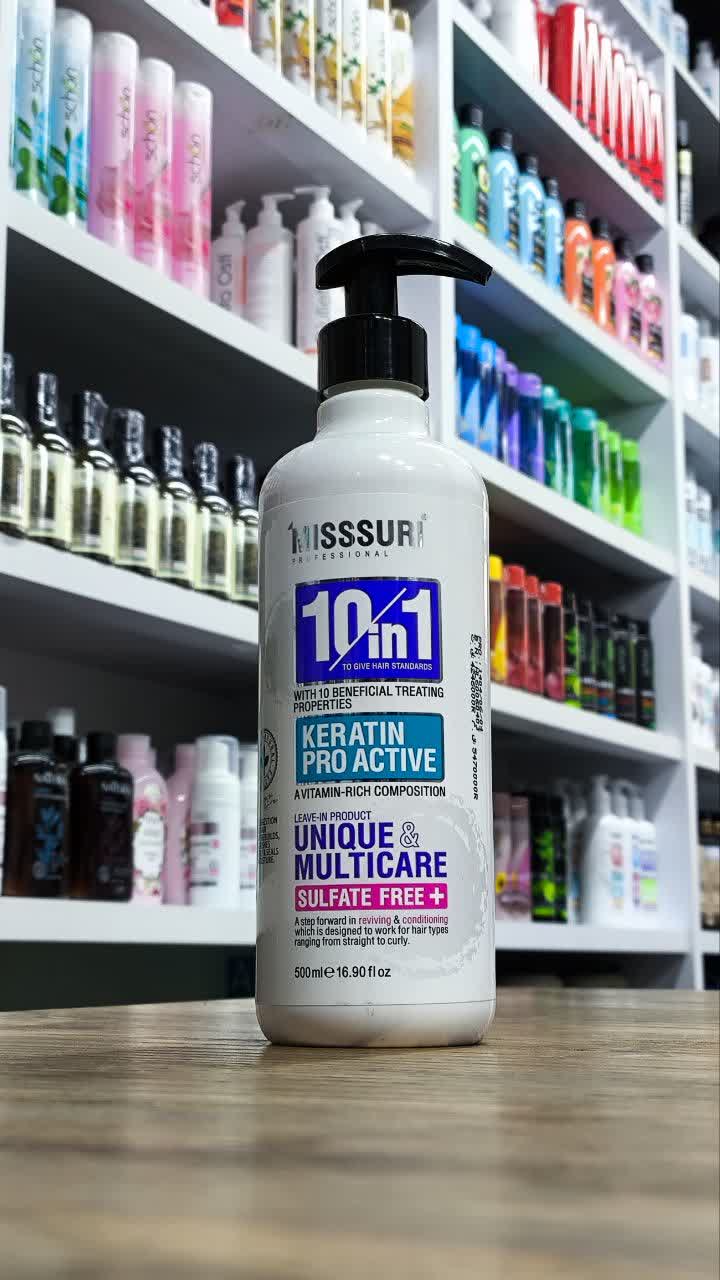 MISSSURI
PROFESSIONAL
10in1
TO GIVE HAIR STANDARDS
WITH 10 BENEFICIAL TREATING
PROPERTIES
KERATIN
PRO ACTIVE
A VITAMIN-RICH COMPOSITION
LEAVE-IN PRODUCT
UNIQUE &
MULTICARE
SULFATE FREE +
A step forward in reviving & conditioning
which is designed to work for hair types
ranging from straight to curly.
500ml℮16.90 fl oz
schön
schön
schön
schön
schön